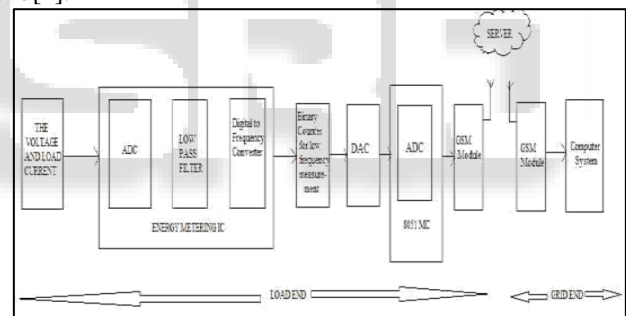 SERVER
THE
VOLTAGE
AND LOAD
CURRENT
ADC
LOW
PASS
FILTER
Digital to
Frequency
Converter
ENERGY METERING IC
Binary
Counces
for low
frequency
measure-
ment
DAC
ADC
8051 MC
GSM
Module
GSM
Module
Computer
System
LOAD END
GRID END